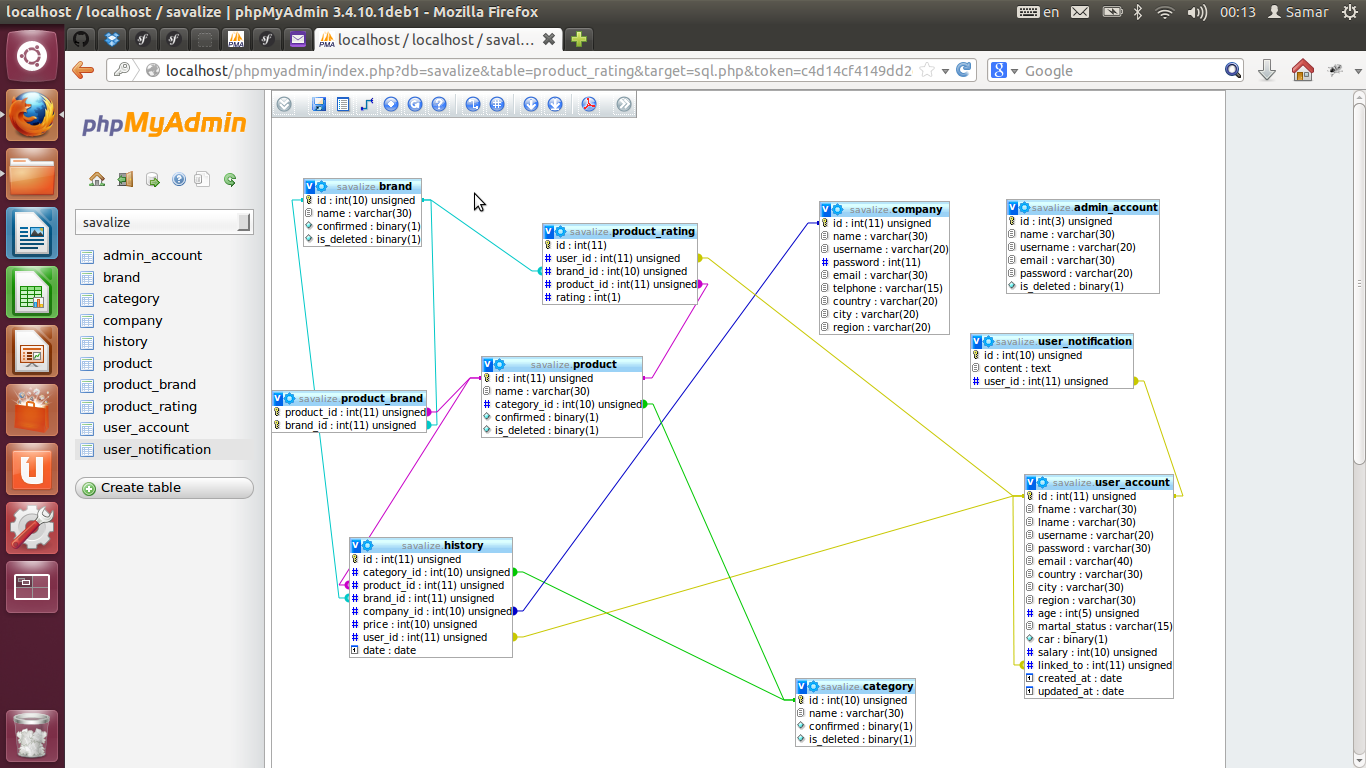 localhost / localhost / savalize | phpMyAdmin 3.4.10.1deb1 - Mozilla Firefox
en
00:13
Samar
localhost / localhost / saval...
localhost/phpmyadmin/index.php?db=savalize&table=product_rating&target=sql.php&token=c4d14cf4149dd2
Google
phpMyAdmin
savalize
admin_account
brand
category
company
history
product
product_brand
product_rating
user_account
user_notification
Create table
savalize.brand
id : int(10) unsigned
name : varchar(30)
confirmed : binary(1)
is_deleted : binary(1)
savalize.product_rating
id : int(11)
user_id : int(11) unsigned
brand_id : int(10) unsigned
product_id : int(11) unsigned
rating : int(1)
savalize.company
id : int(11) unsigned
name : varchar(30)
username : varchar(20)
password : int(11)
email : varchar(30)
telphone : varchar(15)
country : varchar(20)
city : varchar(20)
region : varchar(20)
savalize.admin_account
id : int(3) unsigned
name : varchar(30)
username : varchar(20)
email : varchar(30)
password : varchar(20)
is_deleted : binary(1)
savalize.user_notification
id : int(10) unsigned
content : text
user_id : int(11) unsigned
savalize.product
id : int(11) unsigned
name : varchar(30)
category_id : int(10) unsigned
confirmed : binary(1)
is_deleted : binary(1)
savalize.product_brand
product_id : int(11) unsigned
brand_id : int(11) unsigned
savalize.user_account
id : int(11) unsigned
fname : varchar(30)
lname : varchar(30)
username : varchar(20)
password : varchar(30)
email : varchar(40)
country : varchar(30)
city : varchar(30)
region : varchar(30)
age : int(5) unsigned
martal_status : varchar(15)
car : binary(1)
salary : int(10) unsigned
linked_to : int(11) unsigned
created_at : date
updated_at : date
savalize.history
id : int(11) unsigned
category_id : int(10) unsigned
product_id : int(11) unsigned
brand_id : int(11) unsigned
company_id : int(10) unsigned
price : int(10) unsigned
user_id : int(11) unsigned
date : date
savalize.category
id : int(10) unsigned
name : varchar(30)
confirmed : binary(1)
is_deleted : binary(1)